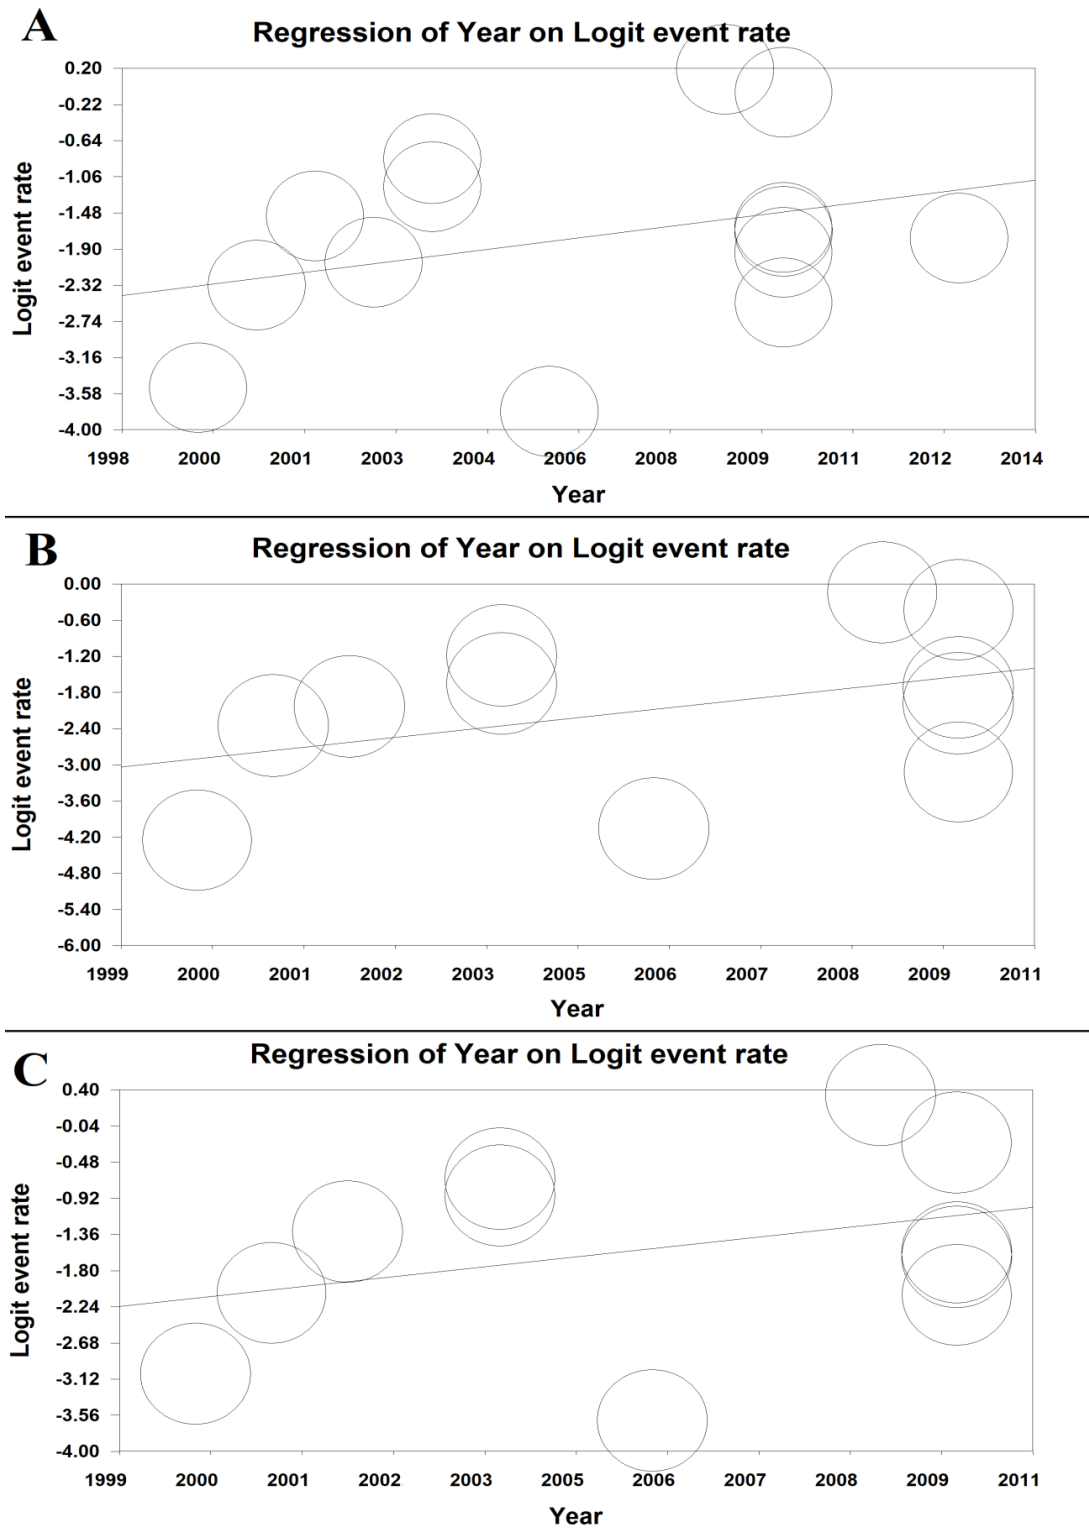 A
Regression of Year on Logit event rate
0.20
-0.22
-0.64
-1.06
-1.48
-1.90
-2.32
-2.74
-3.16
-3.58
-4.00
Logit event rate
1998 2000 2001 2003 2004 2006 2008 2009 2011 2012 2014
Year
B
Regression of Year on Logit event rate
0.00
-0.60
-1.20
-1.80
-2.40
-3.00
-3.60
-4.20
-4.80
-5.40
-6.00
Logit event rate
1999 2000 2001 2002 2003 2005 2006 2007 2008 2009 2011
Year
C
Regression of Year on Logit event rate
0.40
-0.04
-0.48
-0.92
-1.36
-1.80
-2.24
-2.68
-3.12
-3.56
-4.00
Logit event rate
1999 2000 2001 2002 2003 2005 2006 2007 2008 2009 2011
Year